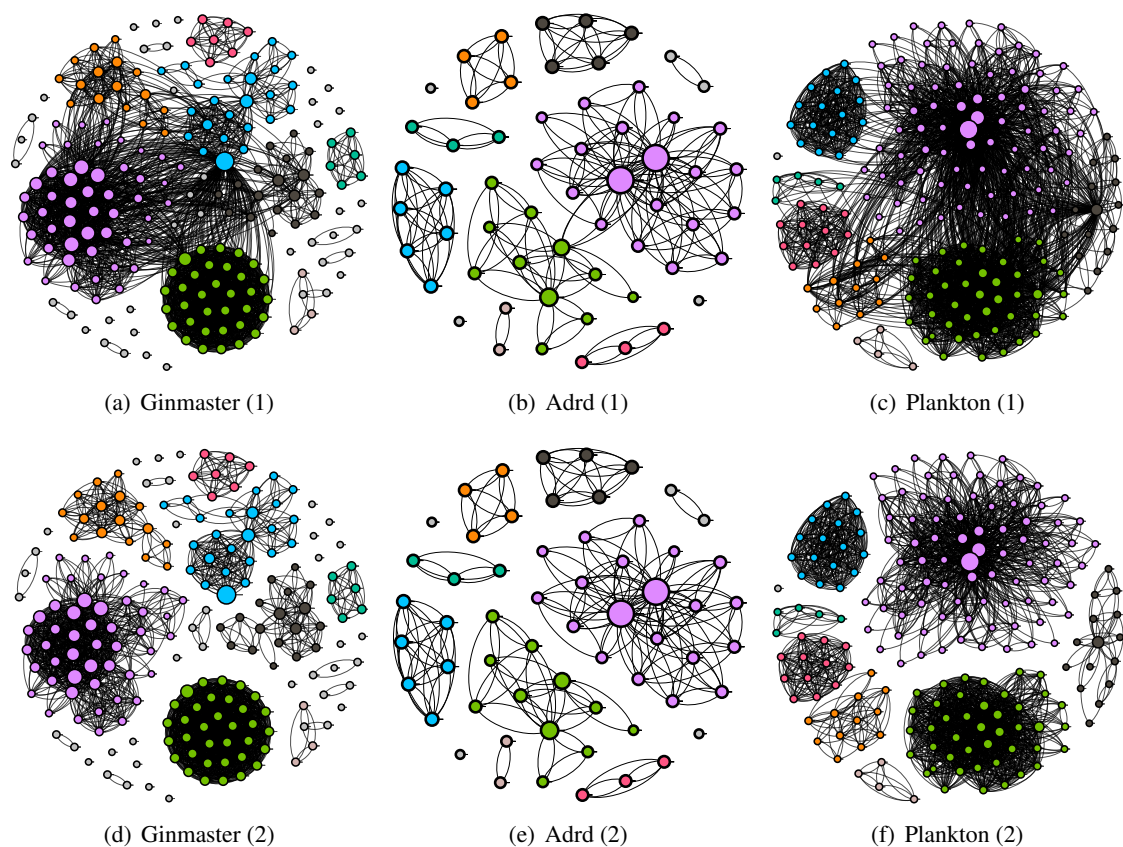 (a) Ginmaster (1)
(b) Adrd (1)
(c) Plankton (1)
(d) Ginmaster (2)
(e) Adrd (2)
(f) Plankton (2)